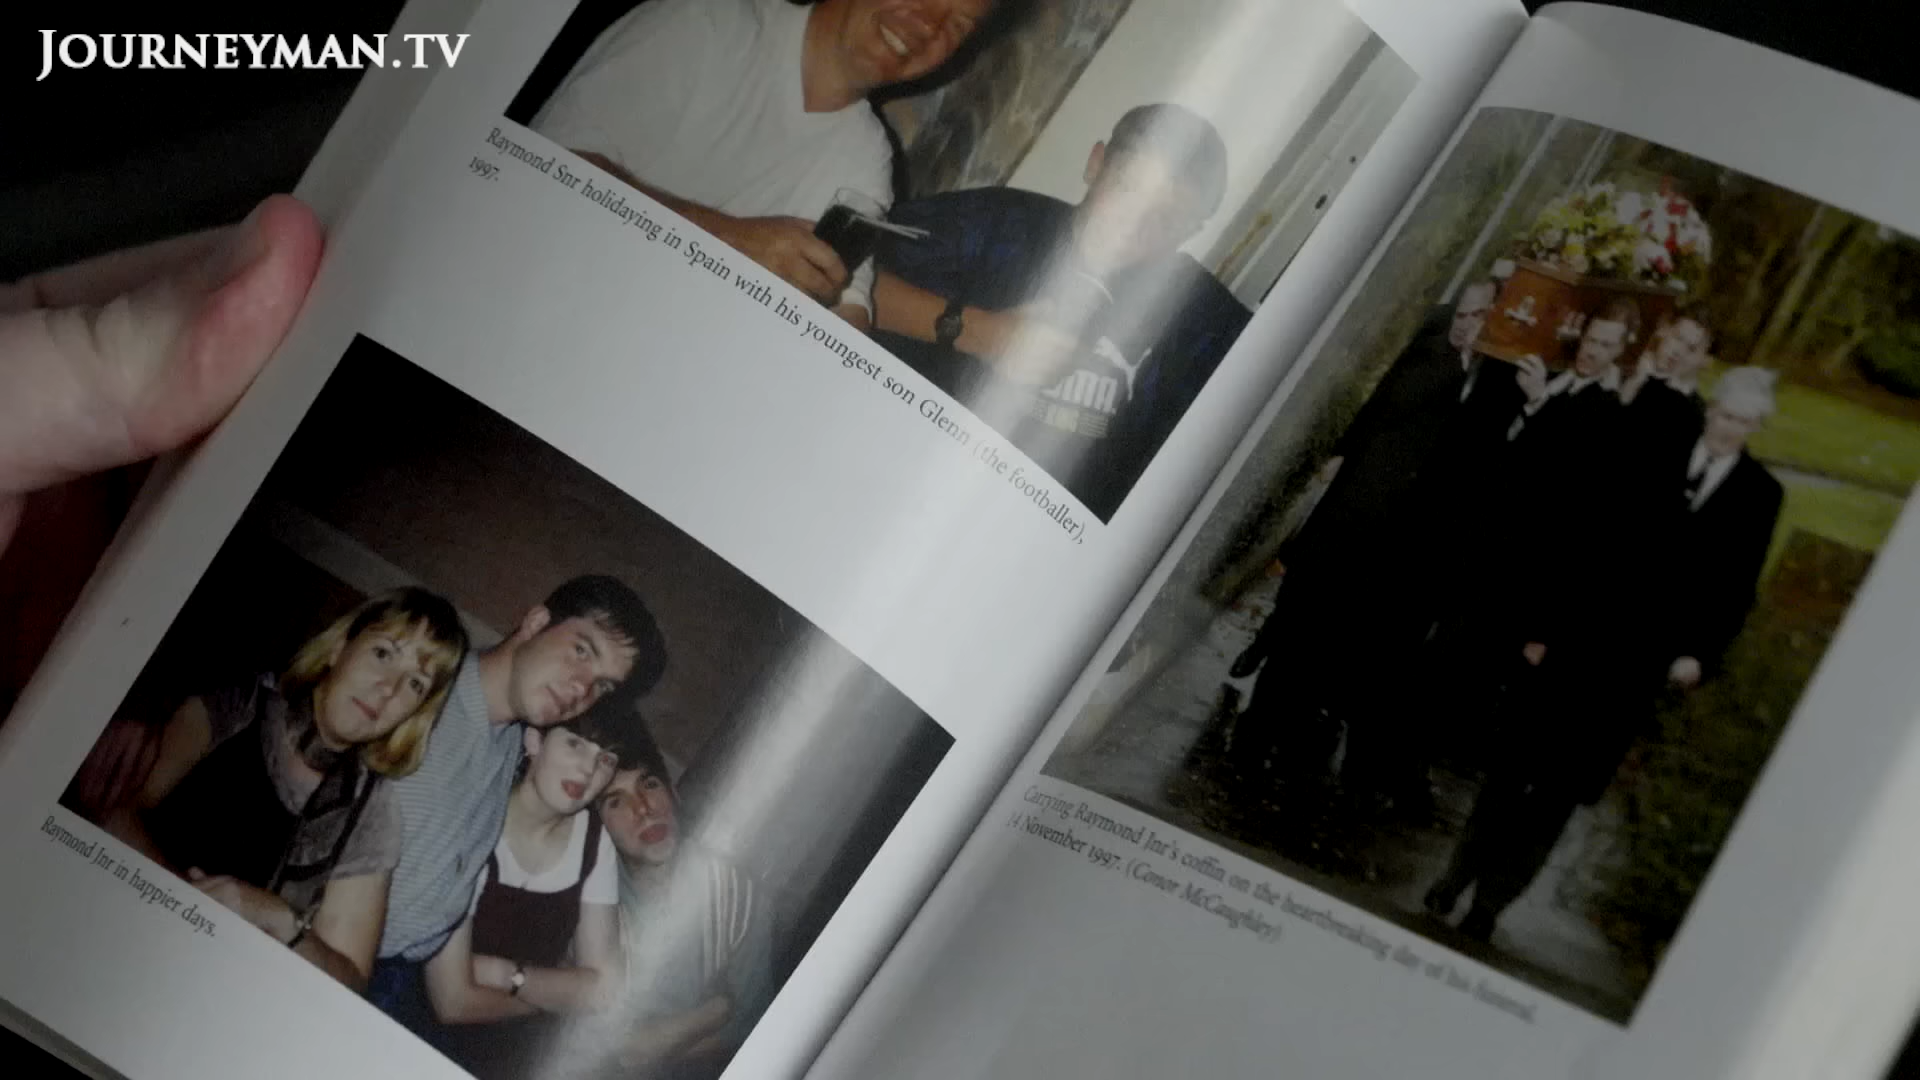 JOURNEYMAN.TV
Raymond Snr holidaying in Spain with his youngest son Glenn (the footballer),
1997.
PUMA
Raymond Jnr in happier days.
Carrying Raymond Jnr's coffin on the heartbreaking day of his funeral,
14 November 1997. (Conor McCaughley)